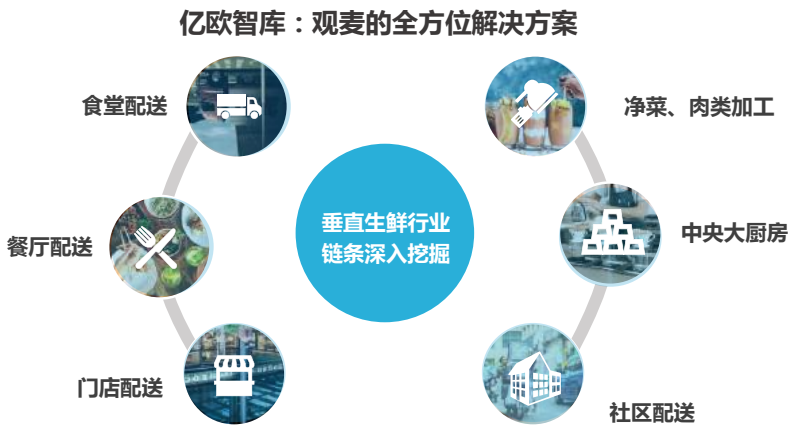 亿欧智库：观麦的全方位解决方案
食堂配送
净菜、肉类加工
垂直生鲜行业
链条深入挖掘
餐厅配送
中央大厨房
门店配送
社区配送